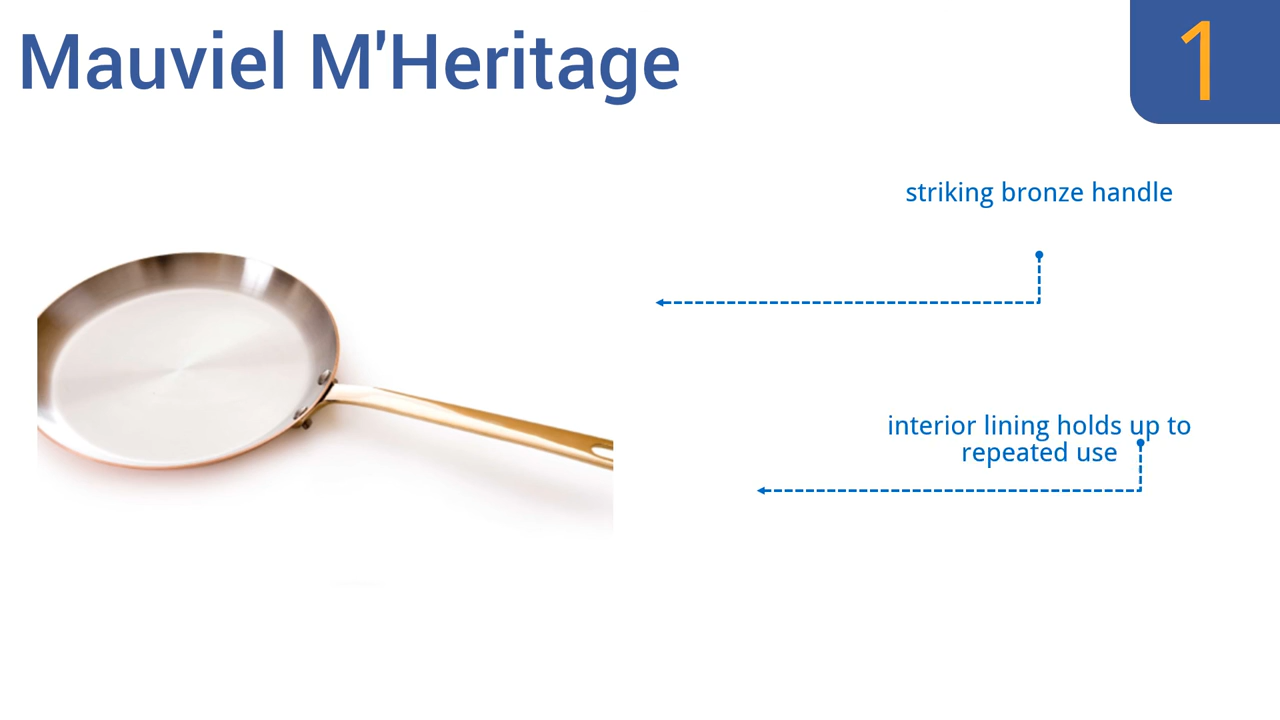 Mauviel M'Heritage
1
striking bronze handle
interior lining holds up to
repeated use